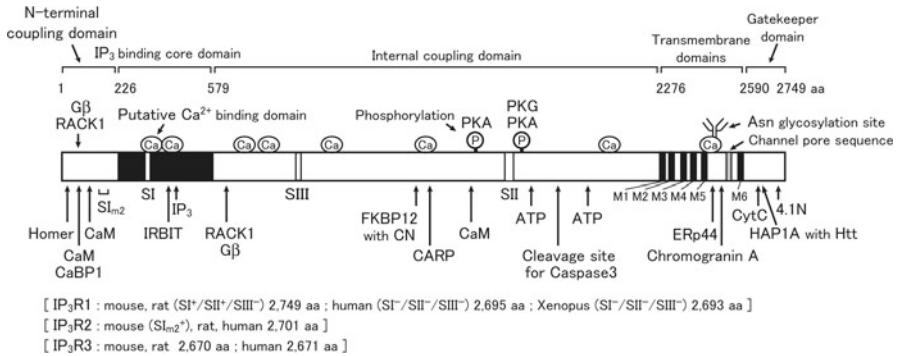 N-terminal
coupling domain
IP₃ binding core domain
Internal coupling domain
Transmembrane
domains
Gatekeeper
domain
1 226 579 2276 2590 2749 aa
Gβ
RACK1
Putative Ca²⁺ binding domain
Phosphorylation
PKA
PKG
PKA
Asn glycosylation site
Channel pore sequence
Ca Ca Ca Ca Ca Ca P P Ca Ca
SI SIII SII M1 M2 M3 M4 M5 M6
SIm2
Homer
CaM
CaBP1
CaM
IRBIT
IP₃
RACK1
Gβ
FKBP12
with CN
CARP
CaM
ATP
Cleavage site
for Caspase3
ATP
ERp44
Chromogranin A
CytC
HAP1A with Htt
4.1N
[ IP₃R1 : mouse, rat (SI⁺/SII⁺/SIII⁻) 2,749 aa ; human (SI⁻/SII⁻/SIII⁻) 2,695 aa ; Xenopus (SI⁻/SII⁻/SIII⁻) 2,693 aa ]
[ IP₃R2 : mouse (SIm2⁺), rat, human 2,701 aa ]
[ IP₃R3 : mouse, rat 2,670 aa ; human 2,671 aa ]